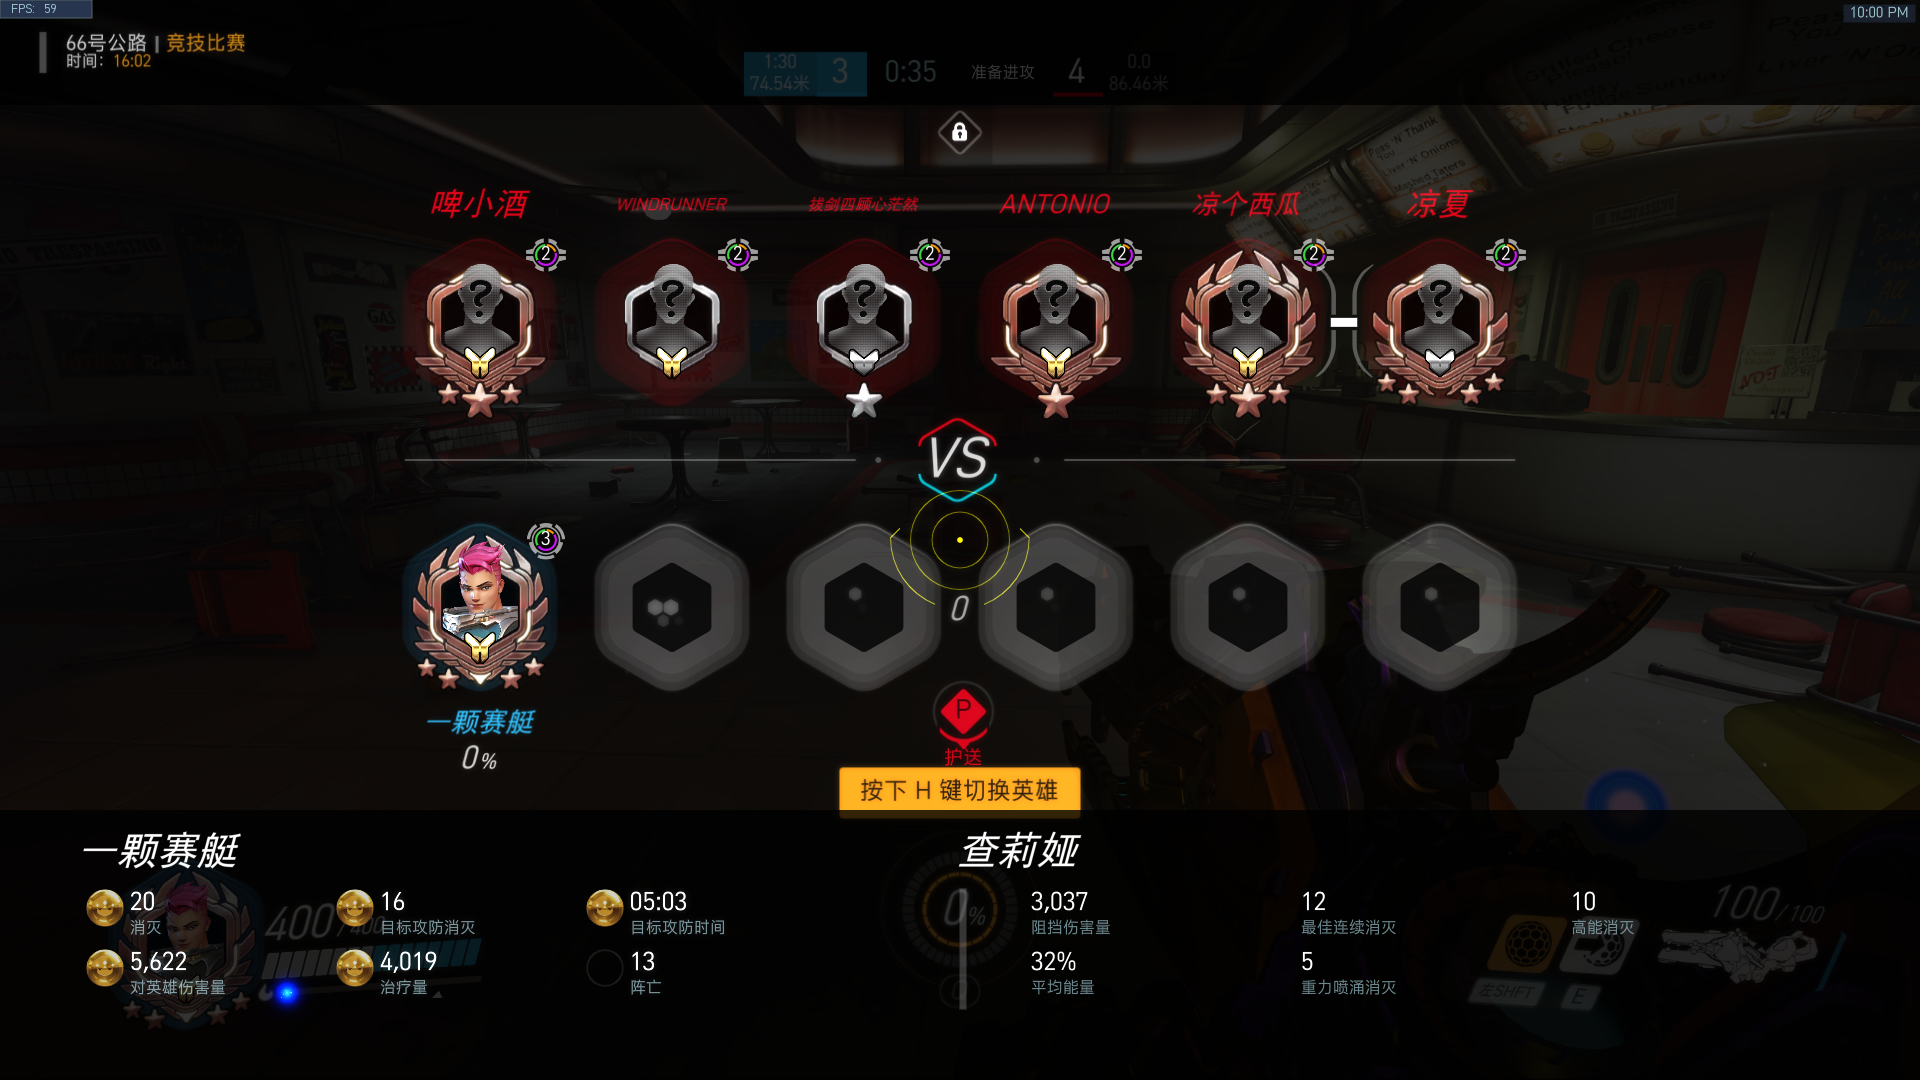 FPS: 59
10:00 PM
66号公路 | 竞技比赛
时间: 16:02
1:30
74.54米
3
0:35
准备进攻
4
0.0
86.46米
啤小酒
WINDRUNNER
拔剑四顾心茫然
ANTONIO
凉个西瓜
凉夏
2
2
2
2
2
2
VS
3
0
一颗赛艇
0%
P
护送
按下 H 键切换英雄
一颗赛艇
查莉娅
20
消灭
16
目标攻防消灭
05:03
目标攻防时间
3,037
阻挡伤害量
12
最佳连续消灭
10
高能消灭
5,622
对英雄伤害量
4,019
治疗量
13
阵亡
32%
平均能量
5
重力喷涌消灭
400/400
0%
100/100
左SHFT
E